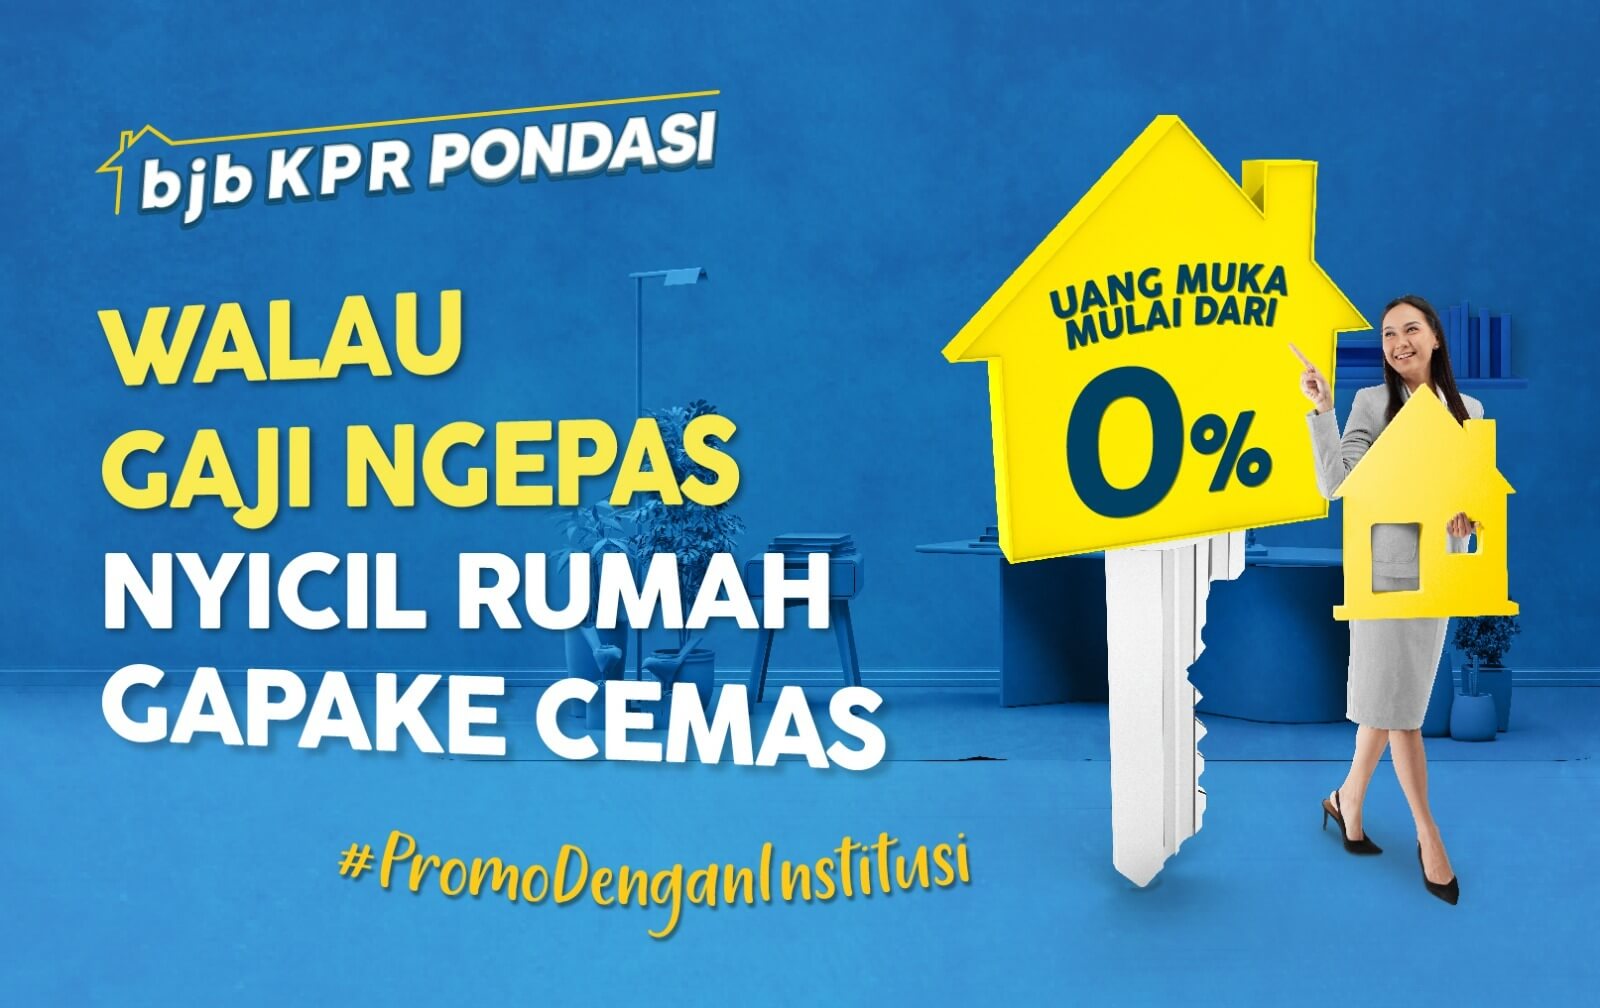 bjb KPR PONDASI
WALAU
GAJI NGEPAS
NYICIL RUMAH
GAPAKE CEMAS
#PromoDenganInstitusi
UANG MUKA
MULAI DARI
0%